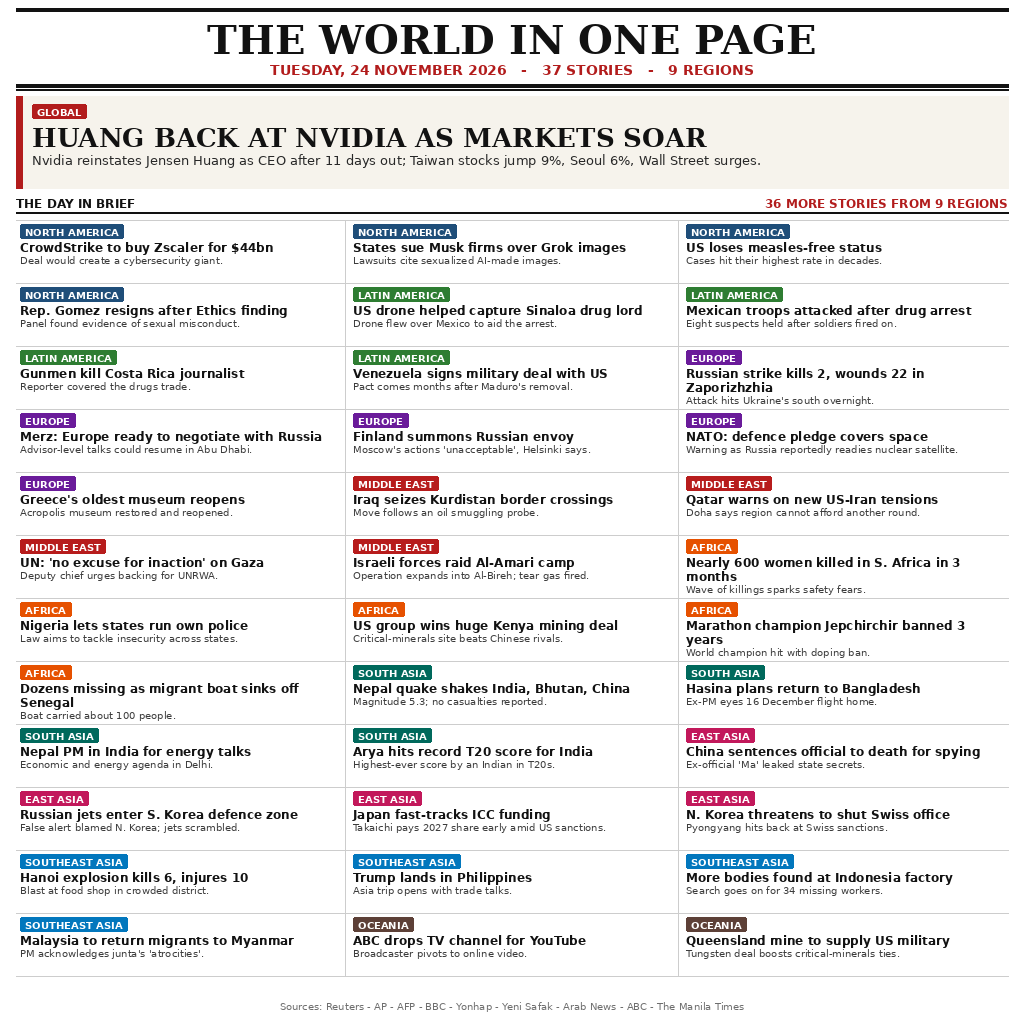 THE WORLD IN ONE PAGE
TUESDAY, 24 NOVEMBER 2026 - 37 STORIES - 9 REGIONS
GLOBAL
HUANG BACK AT NVIDIA AS MARKETS SOAR
Nvidia reinstates Jensen Huang as CEO after 11 days out; Taiwan stocks jump 9%, Seoul 6%, Wall Street surges.
THE DAY IN BRIEF
36 MORE STORIES FROM 9 REGIONS
NORTH AMERICA
CrowdStrike to buy Zscaler for $44bn
Deal would create a cybersecurity giant.
NORTH AMERICA
States sue Musk firms over Grok images
Lawsuits cite sexualized AI-made images.
NORTH AMERICA
US loses measles-free status
Cases hit their highest rate in decades.
NORTH AMERICA
Rep. Gomez resigns after Ethics finding
Panel found evidence of sexual misconduct.
LATIN AMERICA
US drone helped capture Sinaloa drug lord
Drone flew over Mexico to aid the arrest.
LATIN AMERICA
Mexican troops attacked after drug arrest
Eight suspects held after soldiers fired on.
LATIN AMERICA
Gunmen kill Costa Rica journalist
Reporter covered the drugs trade.
LATIN AMERICA
Venezuela signs military deal with US
Pact comes months after Maduro's removal.
EUROPE
Russian strike kills 2, wounds 22 in
Zaporizhzhia
Attack hits Ukraine's south overnight.
EUROPE
Merz: Europe ready to negotiate with Russia
Advisor-level talks could resume in Abu Dhabi.
EUROPE
Finland summons Russian envoy
Moscow's actions 'unacceptable', Helsinki says.
EUROPE
NATO: defence pledge covers space
Warning as Russia reportedly readies nuclear satellite.
EUROPE
Greece's oldest museum reopens
Acropolis museum restored and reopened.
MIDDLE EAST
Iraq seizes Kurdistan border crossings
Move follows an oil smuggling probe.
MIDDLE EAST
Qatar warns on new US-Iran tensions
Doha says region cannot afford another round.
MIDDLE EAST
UN: 'no excuse for inaction' on Gaza
Deputy chief urges backing for UNRWA.
MIDDLE EAST
Israeli forces raid Al-Amari camp
Operation expands into Al-Bireh; tear gas fired.
AFRICA
Nearly 600 women killed in S. Africa in 3
months
Wave of killings sparks safety fears.
AFRICA
Nigeria lets states run own police
Law aims to tackle insecurity across states.
AFRICA
US group wins huge Kenya mining deal
Critical-minerals site beats Chinese rivals.
AFRICA
Marathon champion Jepchirchir banned 3
years
World champion hit with doping ban.
AFRICA
Dozens missing as migrant boat sinks off
Senegal
Boat carried about 100 people.
SOUTH ASIA
Nepal quake shakes India, Bhutan, China
Magnitude 5.3; no casualties reported.
SOUTH ASIA
Hasina plans return to Bangladesh
Ex-PM eyes 16 December flight home.
SOUTH ASIA
Nepal PM in India for energy talks
Economic and energy agenda in Delhi.
SOUTH ASIA
Arya hits record T20 score for India
Highest-ever score by an Indian in T20s.
EAST ASIA
China sentences official to death for spying
Ex-official 'Ma' leaked state secrets.
EAST ASIA
Russian jets enter S. Korea defence zone
False alert blamed N. Korea; jets scrambled.
EAST ASIA
Japan fast-tracks ICC funding
Takaichi pays 2027 share early amid US sanctions.
EAST ASIA
N. Korea threatens to shut Swiss office
Pyongyang hits back at Swiss sanctions.
SOUTHEAST ASIA
Hanoi explosion kills 6, injures 10
Blast at food shop in crowded district.
SOUTHEAST ASIA
Trump lands in Philippines
Asia trip opens with trade talks.
SOUTHEAST ASIA
More bodies found at Indonesia factory
Search goes on for 34 missing workers.
SOUTHEAST ASIA
Malaysia to return migrants to Myanmar
PM acknowledges junta's 'atrocities'.
OCEANIA
ABC drops TV channel for YouTube
Broadcaster pivots to online video.
OCEANIA
Queensland mine to supply US military
Tungsten deal boosts critical-minerals ties.
Sources: Reuters - AP - AFP - BBC - Yonhap - Yeni Safak - Arab News - ABC - The Manila Times